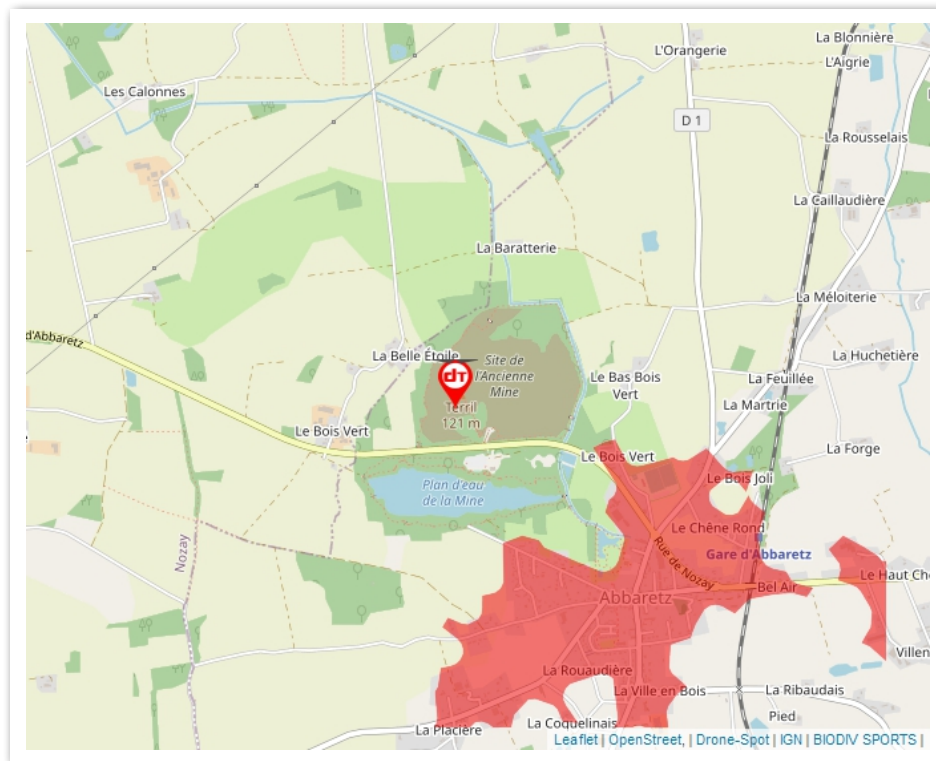 La Blonnière
L'Orangerie
L'Aigrie
Les Calonnes
D 1
La Rousselais
La Caillaudière
La Baratterie
La Méloiterie
d'Abbaretz
La Belle Étoile
Site de
l'Ancienne
Mine
La Huchetière
dT
Le Bas Bois
Vert
La Feuillée
Terril
121 m
La Martrie
Le Bois Vert
La Forge
Le Bois Vert
Plan d'eau
de la Mine
Le Bois Joli
Le Chêne Rond
Gare d'Abbaretz
Nozay
Rue de Nozay
Le Haut Che
Bel Air
Abbaretz
Villen
La Rouaudière
La Ville en Bois
La Ribaudais
Pied
La Placière
La Coquelinais
Leaflet | OpenStreet, | Drone-Spot | IGN | BIODIV SPORTS |